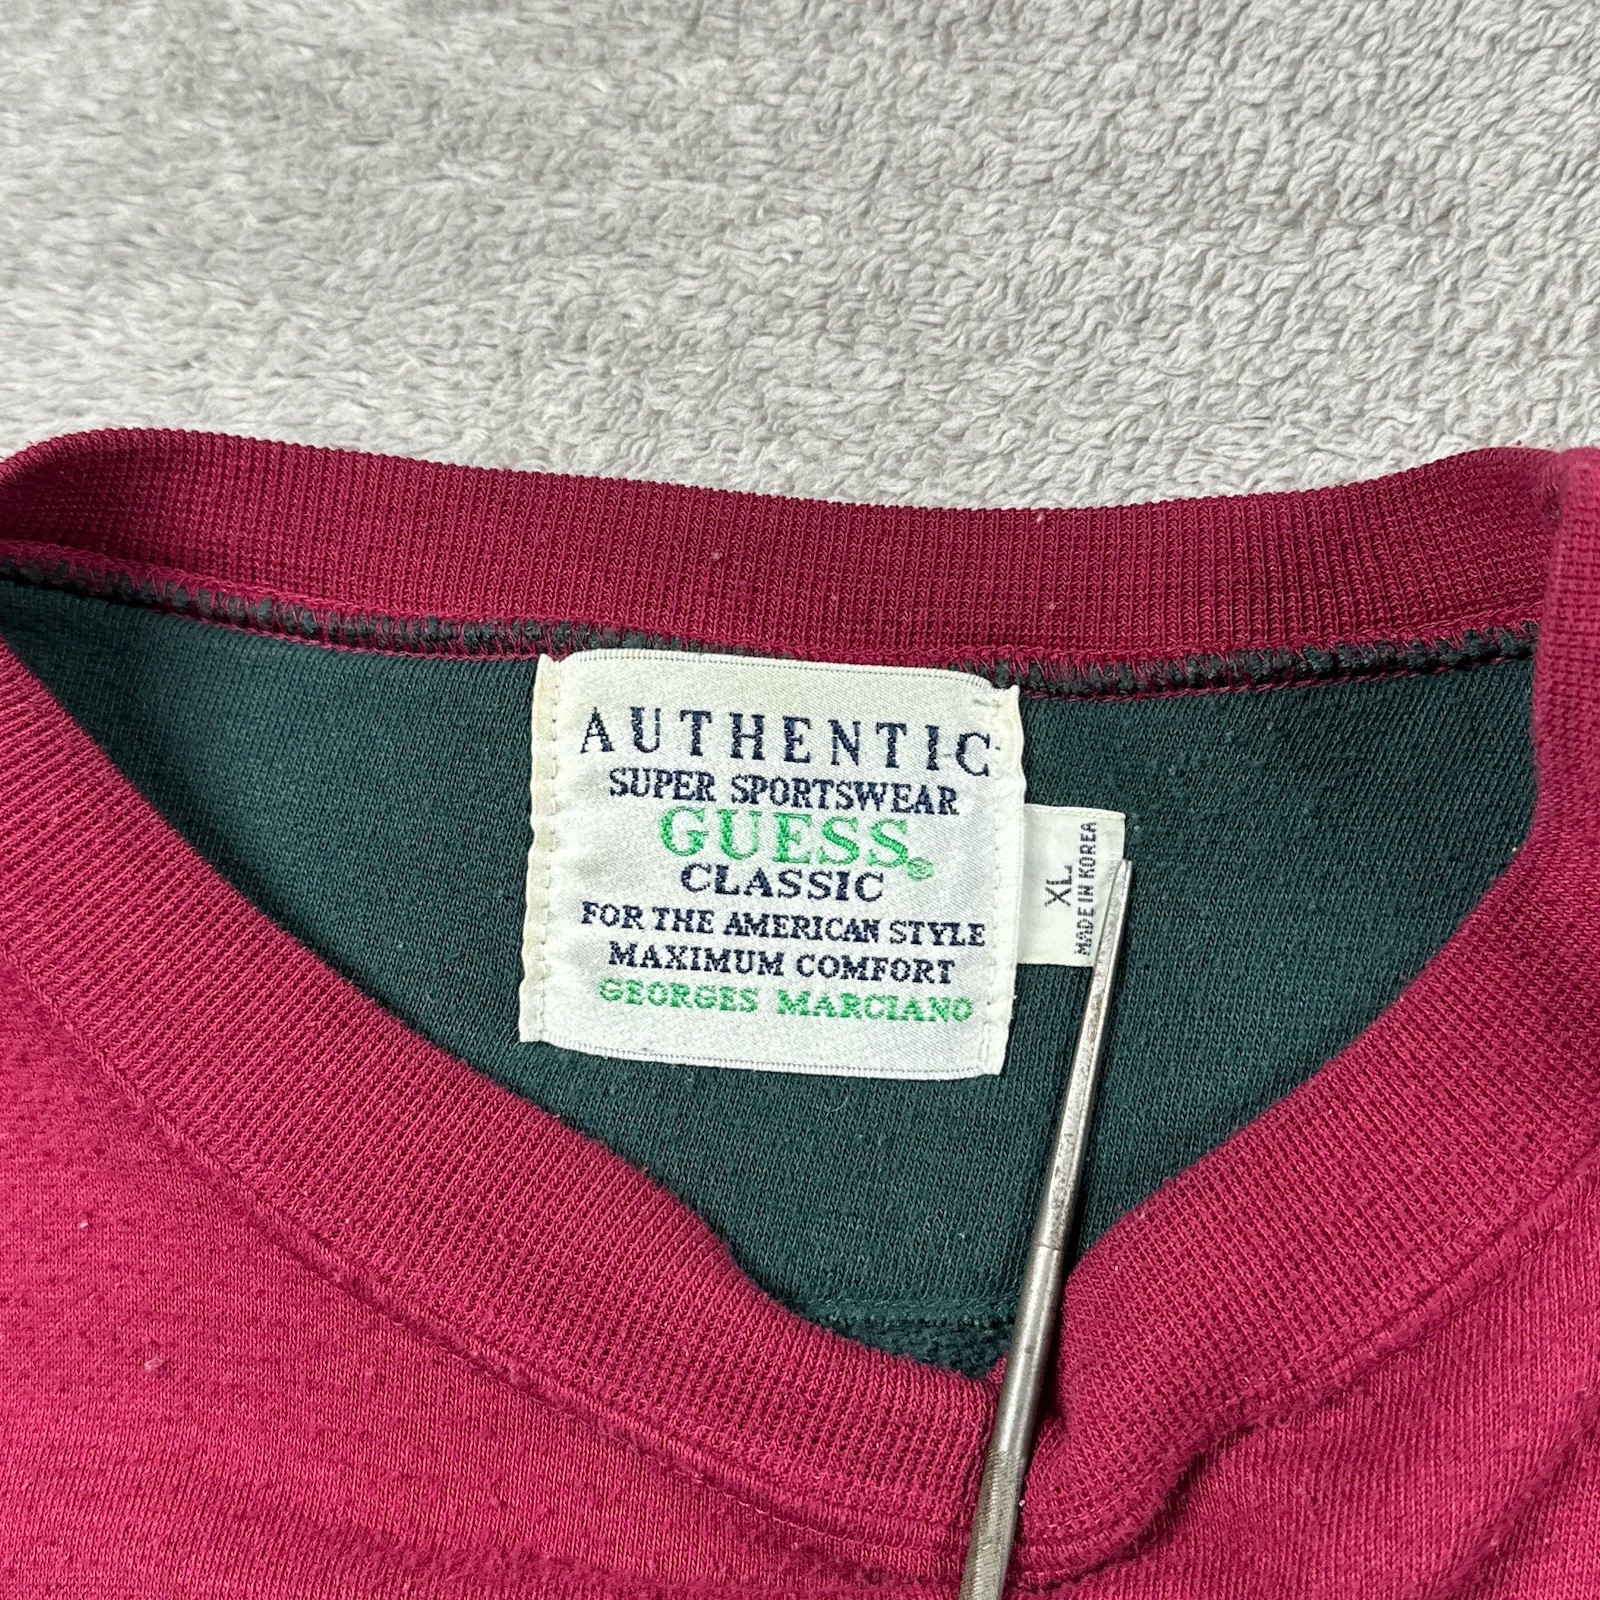 AUTHENTIC
SUPER SPORTSWEAR
GUESS®
CLASSIC
FOR THE AMERICAN STYLE
MAXIMUM COMFORT
GEORGES MARCIANO
XL
MADE IN KOREA